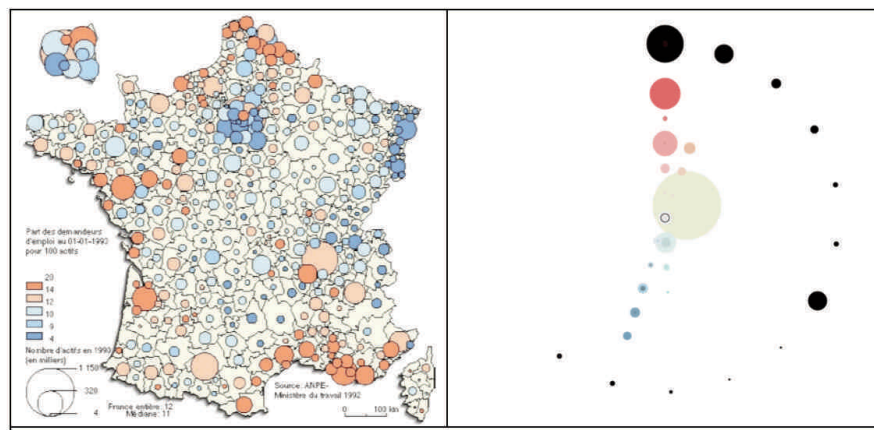 Part des demandeurs
d'emploi au 01-01-1993
pour 100 actifs
20
14
12
10
9
4
Nombre d'actifs en 1990
(en milliers)
1 150
328
4
France entière: 12
Médiane: 11
Source: ANPE-
Ministère du travail 1992
0 100 km